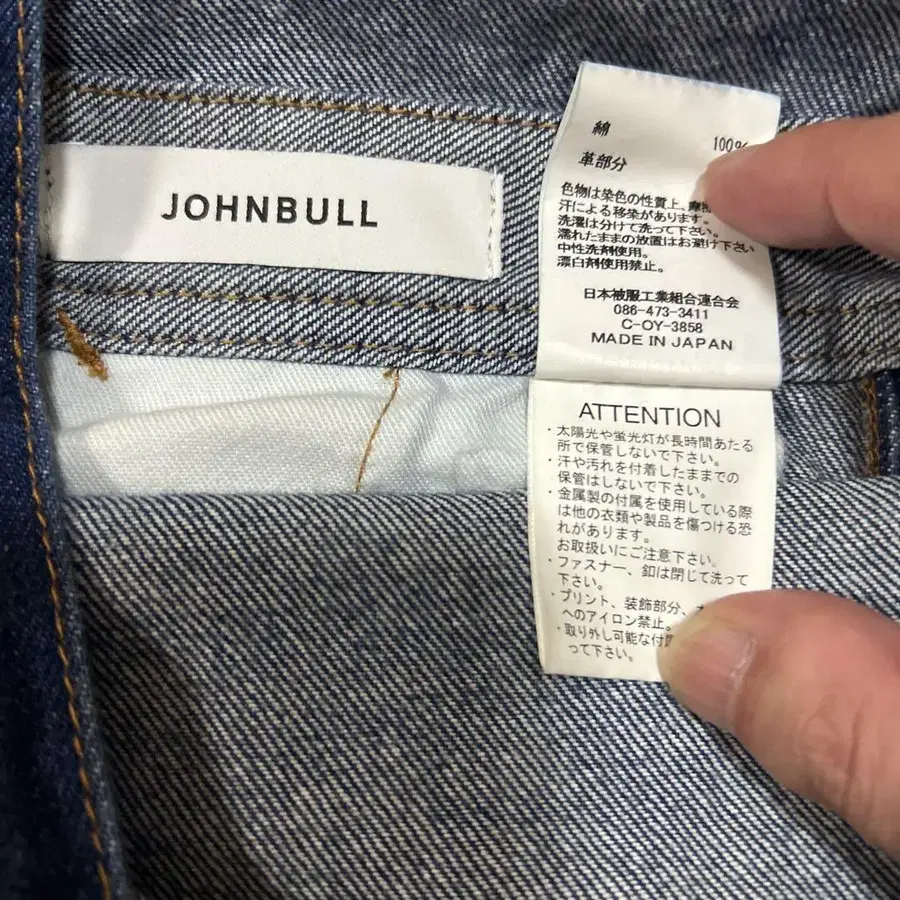 JOHNBULL
綿 100%
革部分
色物は染色の性質上、摩擦
汗による移染があります。
洗濯は分けて洗って下さい。
濡れたままの放置はお避け下さい
中性洗剤使用。
漂白剤使用禁止。
日本被服工業組合連合会
086-473-3411
C-OY-3858
MADE IN JAPAN
ATTENTION
・太陽光や蛍光灯が長時間あたる
所で保管しないで下さい。
・汗や汚れを付着したままでの
保管はしないで下さい。
・金属製の付属を使用している際
は他の衣類や製品を傷つける恐
れがあります。
お取扱いにご注意下さい。
・ファスナー、釦は閉じて洗って
下さい。
・プリント、装飾部分、
へのアイロン禁止。
・取り外し可能な付
って下さい。